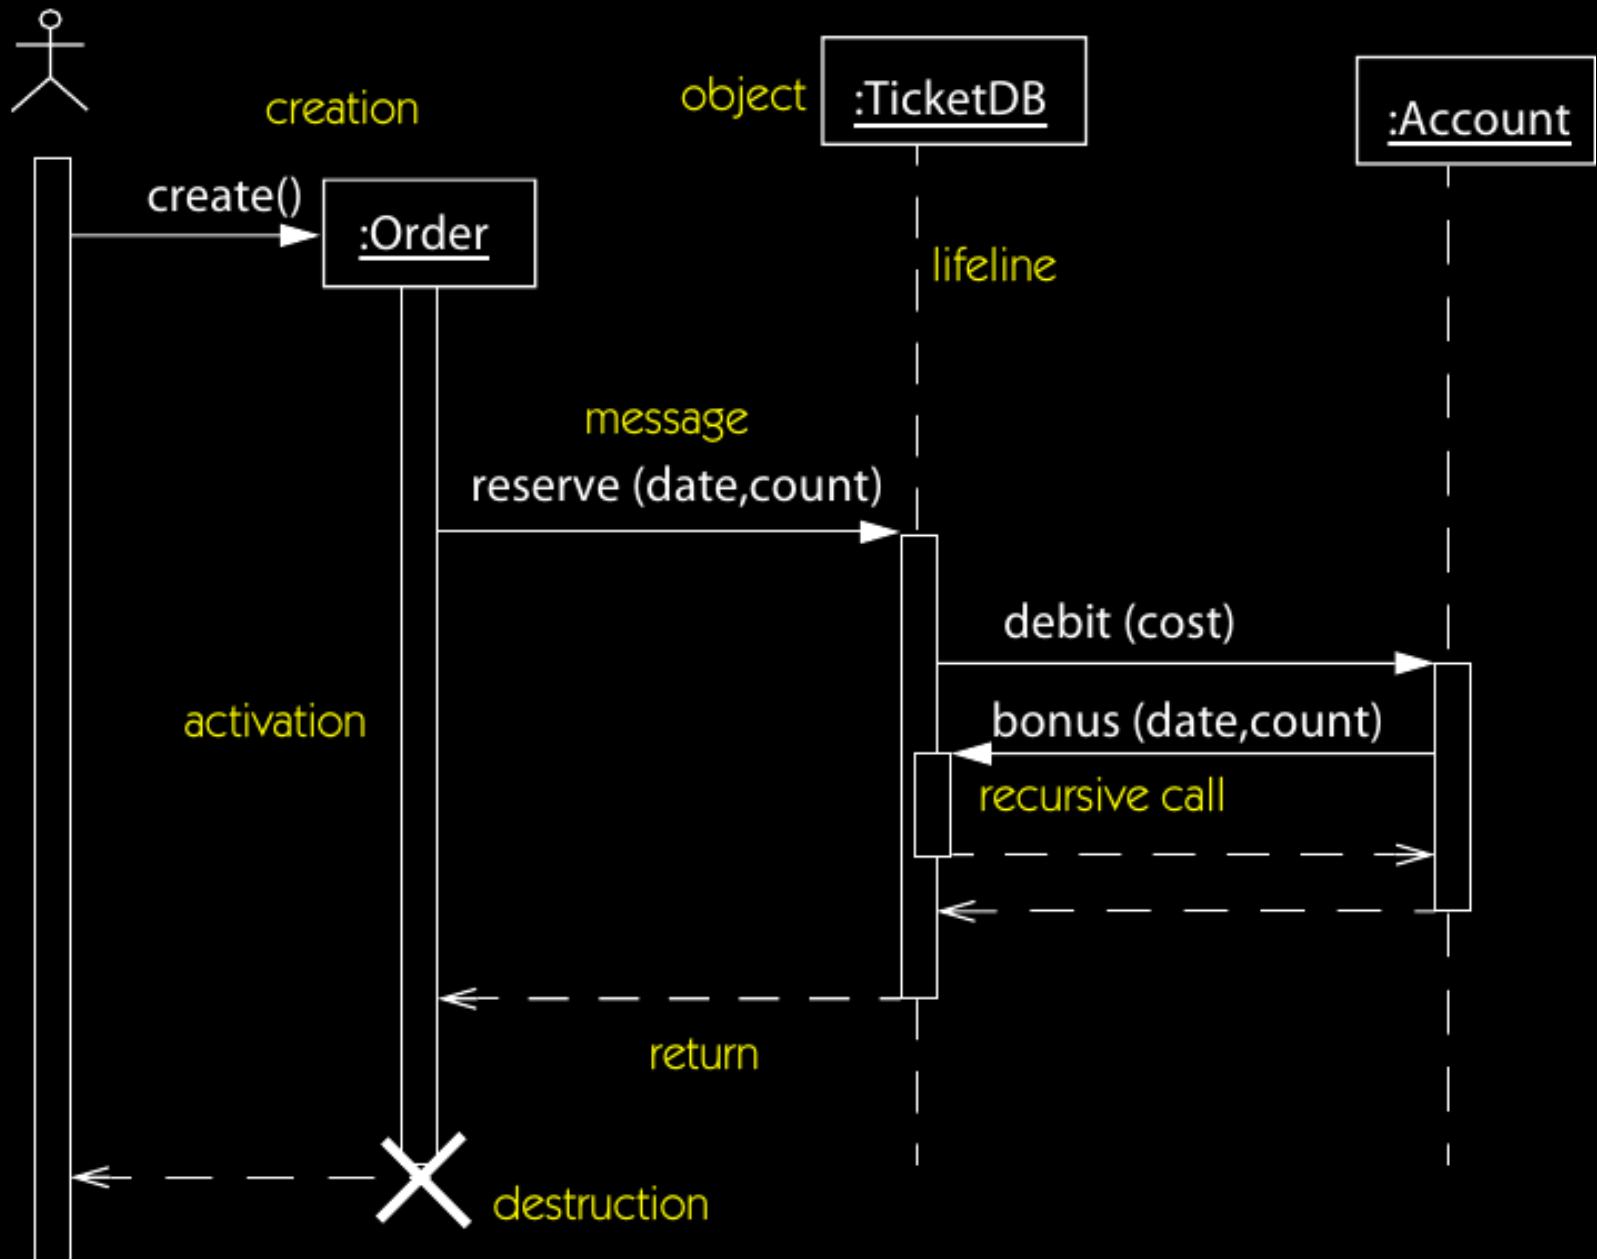 creation
object
:TicketDB
:Account
create()
:Order
lifeline
message
reserve (date,count)
debit (cost)
activation
bonus (date,count)
recursive call
return
destruction